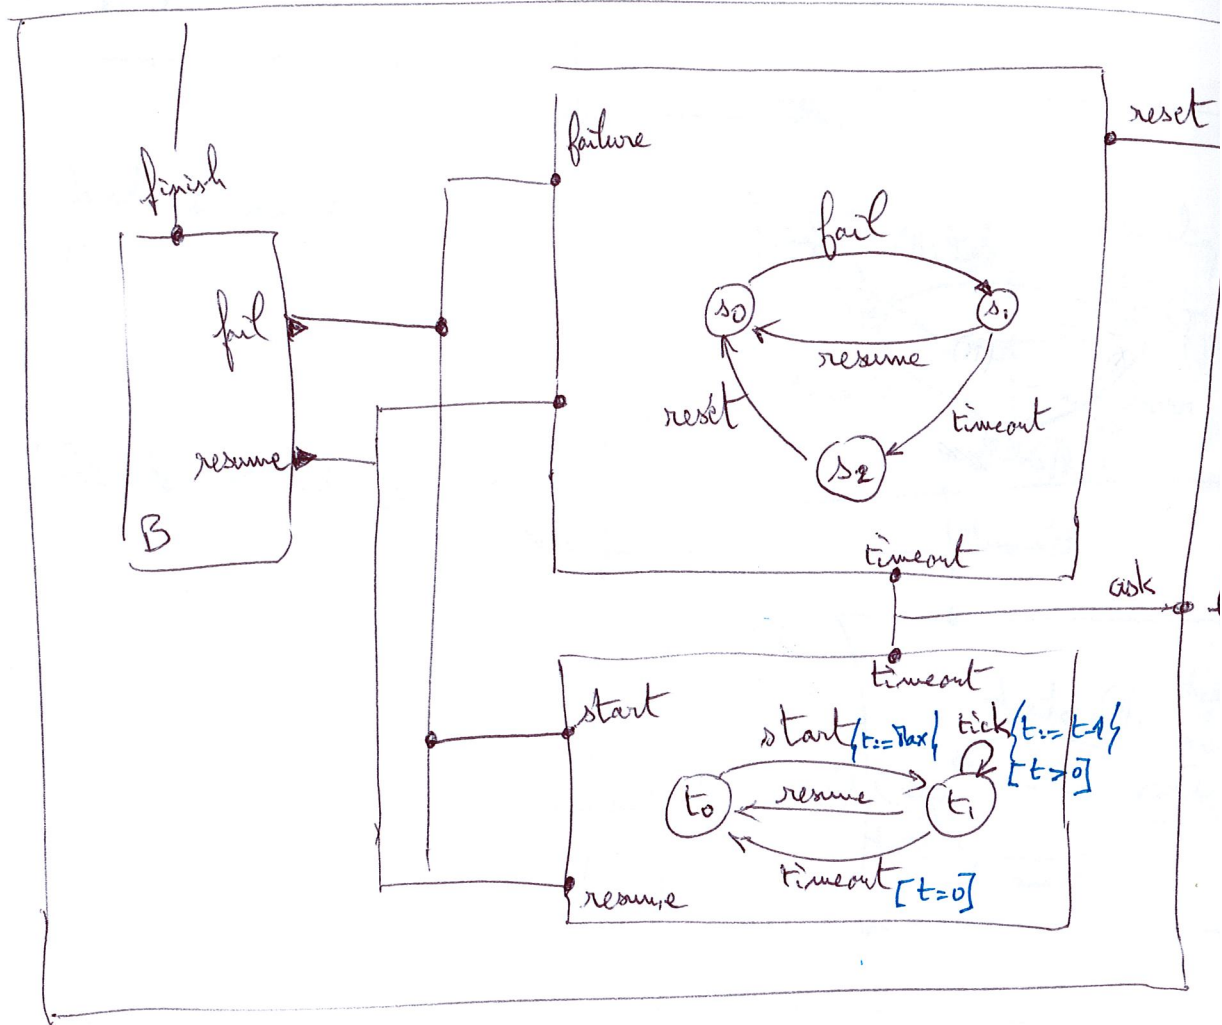 reset
failure
finish
fail
fail
s0
s1
resume
resume
reset
timeout
s2
B
timeout
ask
timeout
start
start {t:=Max}
tick {t:=t-1}
[t>0]
t0
resume
t1
timeout [t=0]
resume